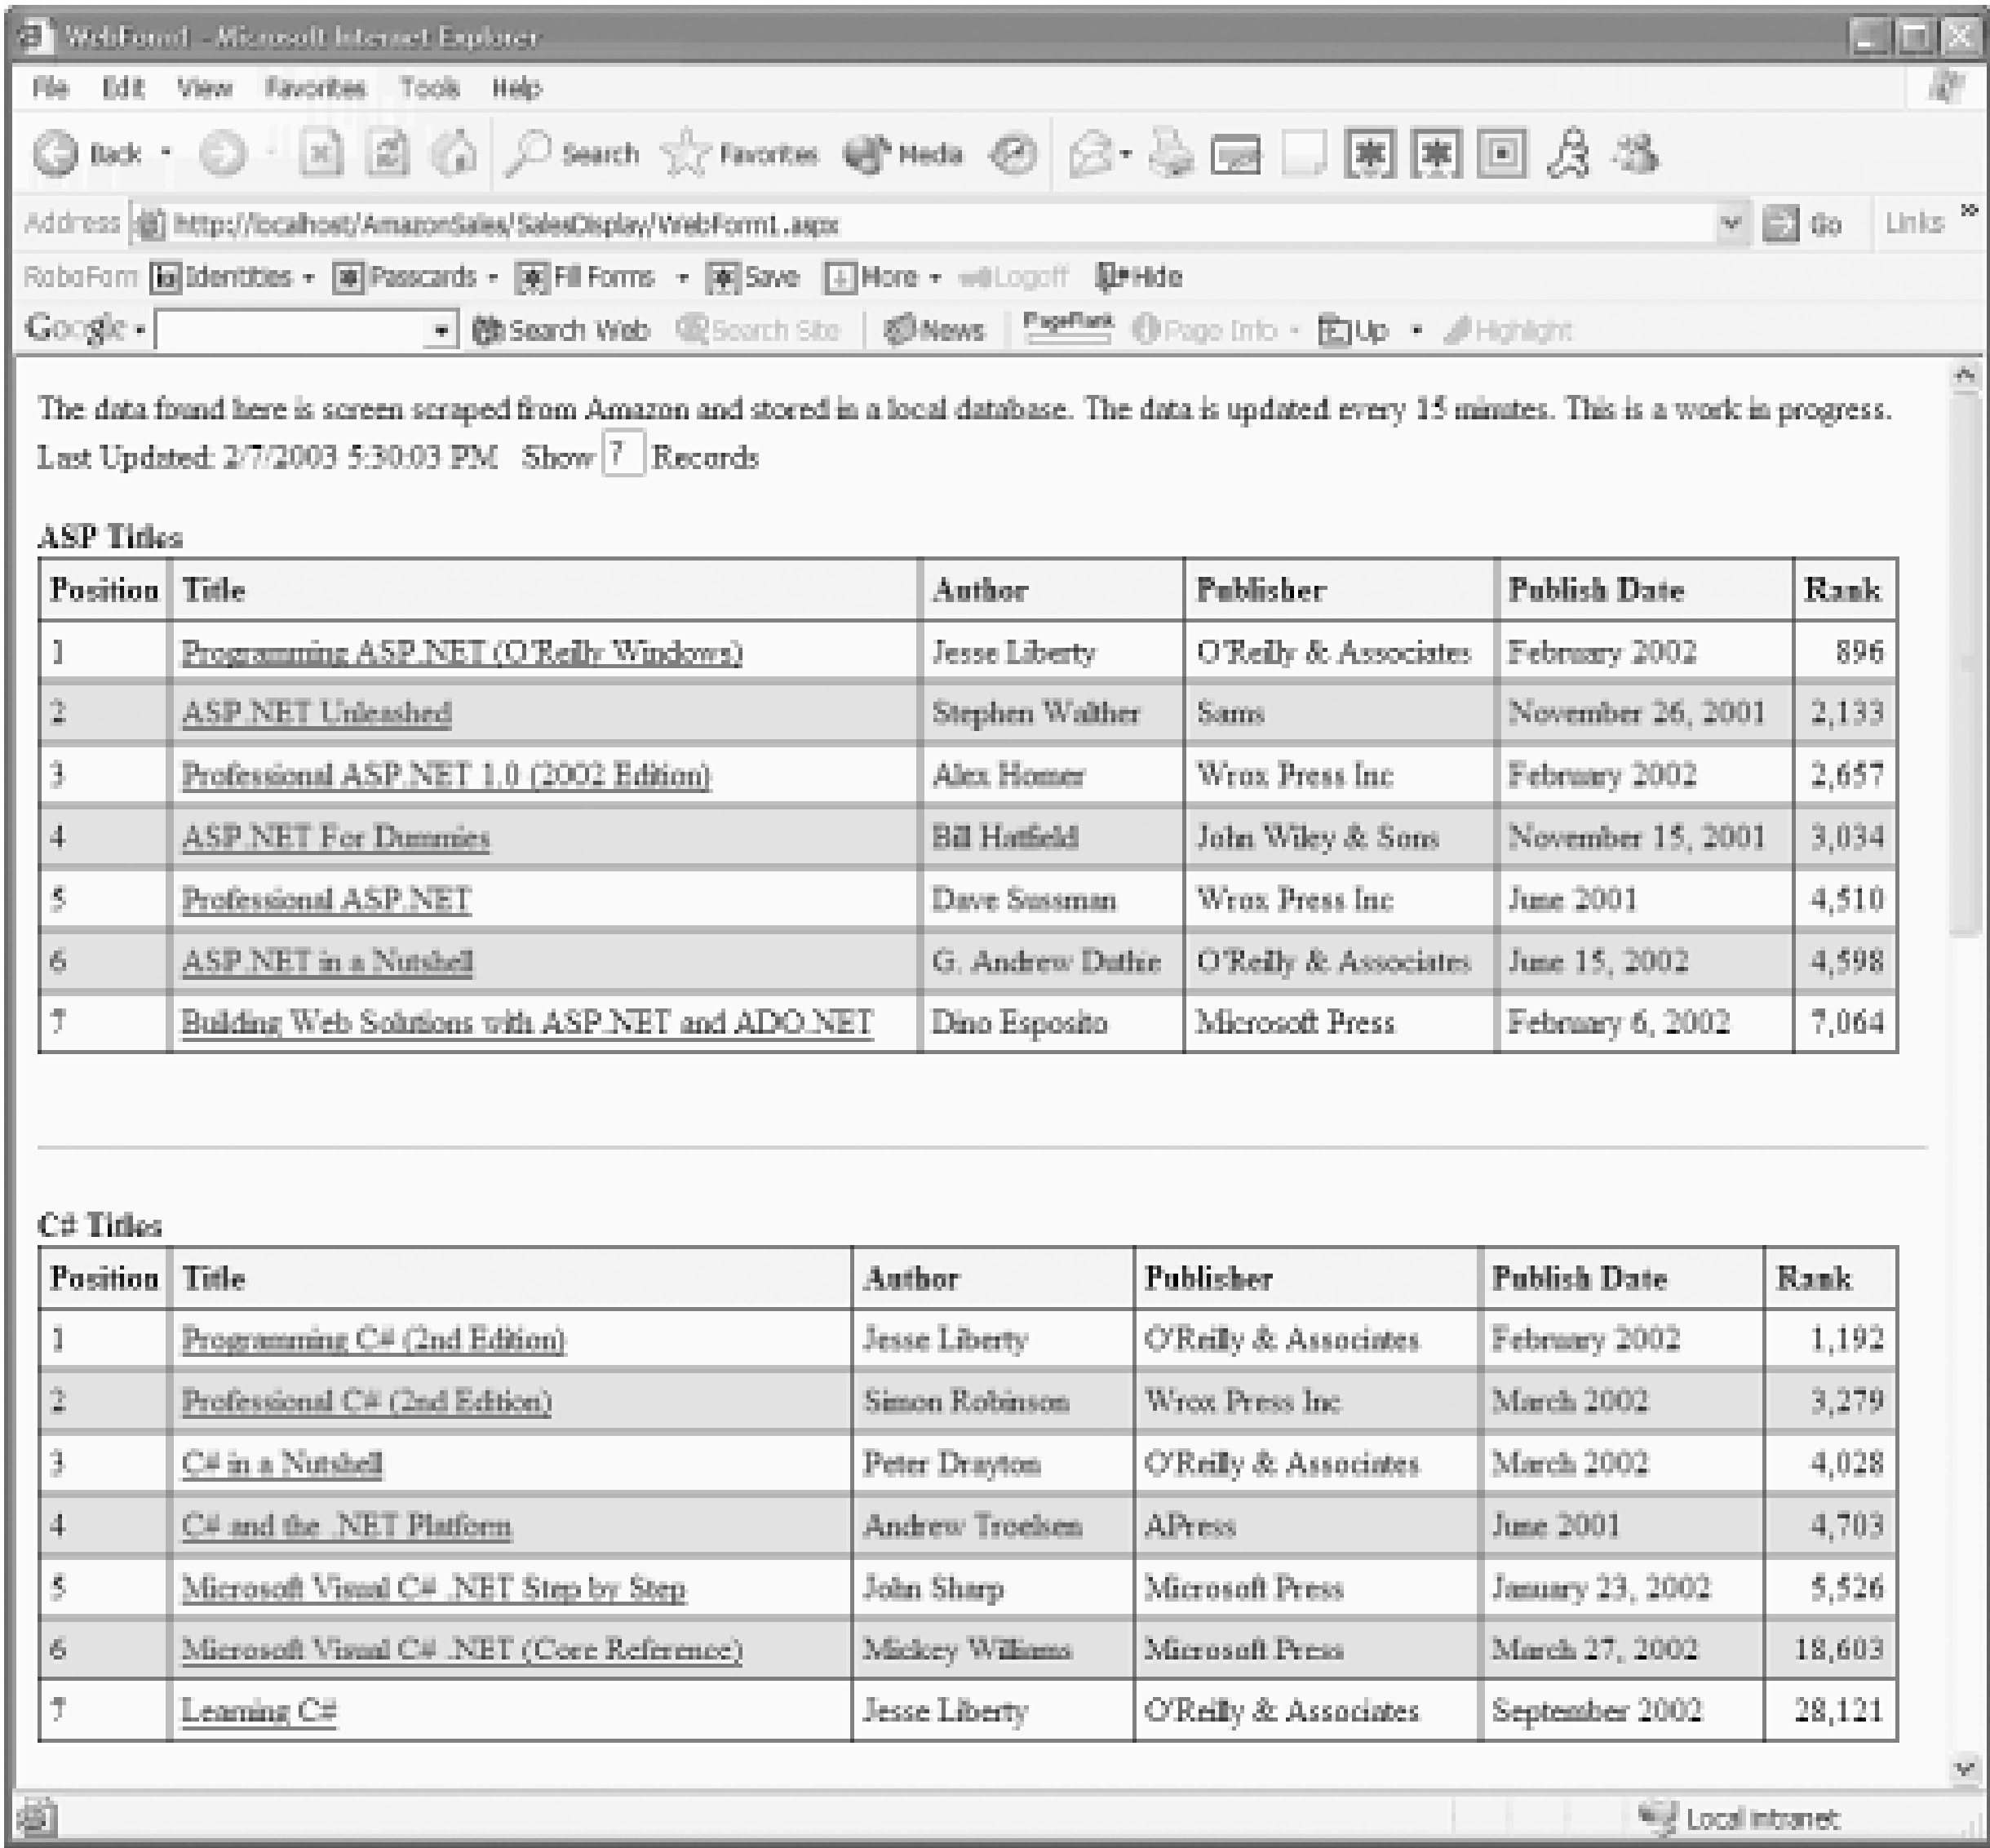 WebForm1 - Microsoft Internet Explorer
File Edit View Favorites Tools Help
Back Search Favorites Media
Address http://localhost/AmazonSales/SalesDisplay/WebForm1.aspx Go Links »
RoboForm Identities Passcards Fill Forms Save More Logoff Hide
Google Search Web Search Site News PageRank Page Info Up Highlight
The data found here is screen scraped from Amazon and stored in a local database. The data is updated every 15 minutes. This is a work in progress.
Last Updated: 2/7/2003 5:30:03 PM Show 7 Records
ASP Titles
Position Title Author Publisher Publish Date Rank
1 Programming ASP.NET (O'Reilly Windows) Jesse Liberty O'Reilly & Associates February 2002 896
2 ASP.NET Unleashed Stephen Walther Sams November 26, 2001 2,133
3 Professional ASP.NET 1.0 (2002 Edition) Alex Homer Wrox Press Inc February 2002 2,657
4 ASP.NET For Dummies Bill Hatfield John Wiley & Sons November 15, 2001 3,034
5 Professional ASP.NET Dave Sussman Wrox Press Inc June 2001 4,510
6 ASP.NET in a Nutshell G. Andrew Duthie O'Reilly & Associates June 15, 2002 4,598
7 Building Web Solutions with ASP.NET and ADO.NET Dino Esposito Microsoft Press February 6, 2002 7,064
C# Titles
Position Title Author Publisher Publish Date Rank
1 Programming C# (2nd Edition) Jesse Liberty O'Reilly & Associates February 2002 1,192
2 Professional C# (2nd Edition) Simon Robinson Wrox Press Inc March 2002 3,279
3 C# in a Nutshell Peter Drayton O'Reilly & Associates March 2002 4,028
4 C# and the .NET Platform Andrew Troelsen APress June 2001 4,703
5 Microsoft Visual C# .NET Step by Step John Sharp Microsoft Press January 23, 2002 5,526
6 Microsoft Visual C# .NET (Core Reference) Mickey Williams Microsoft Press March 27, 2002 18,603
7 Learning C# Jesse Liberty O'Reilly & Associates September 2002 28,121
Local intranet